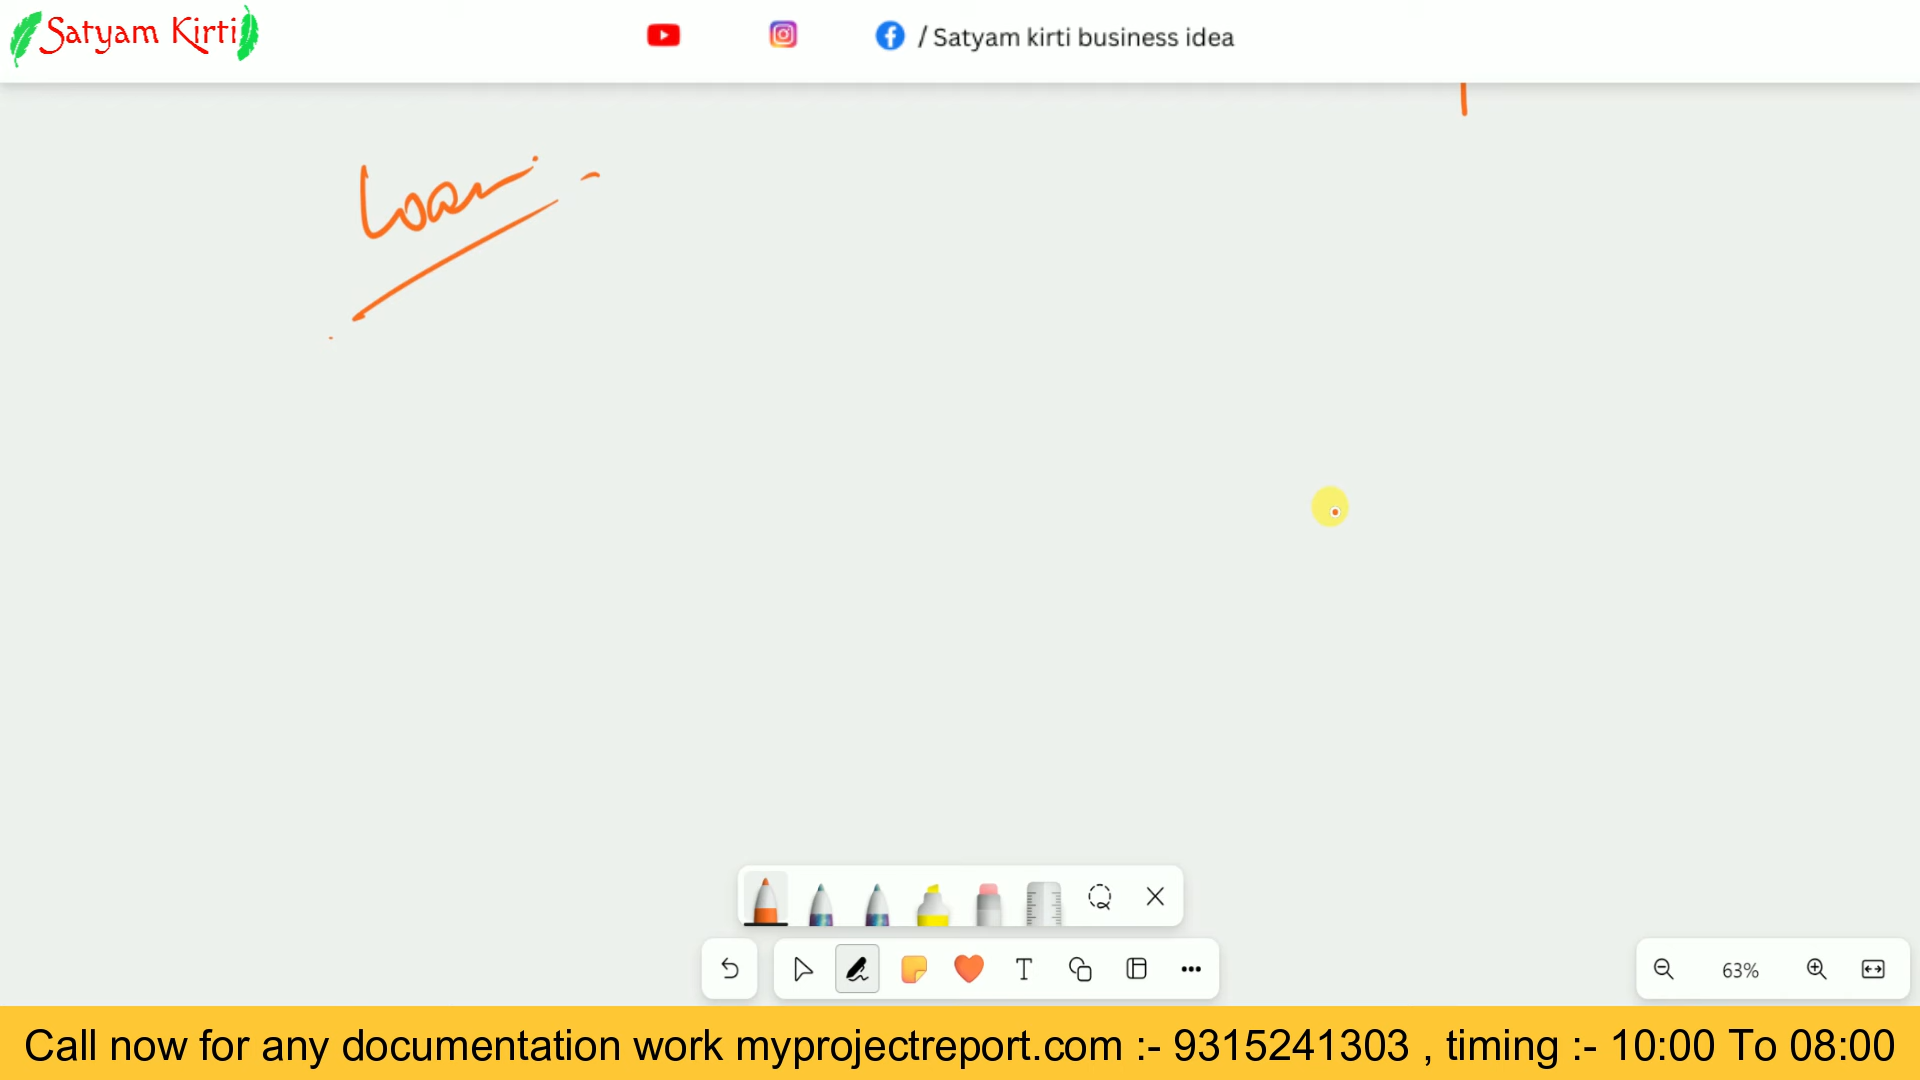 Satyam Kirti
/ Satyam kirti business idea
Loan :-
63%
Call now for any documentation work myprojectreport.com :- 9315241303 , timing :- 10:00 To 08:00